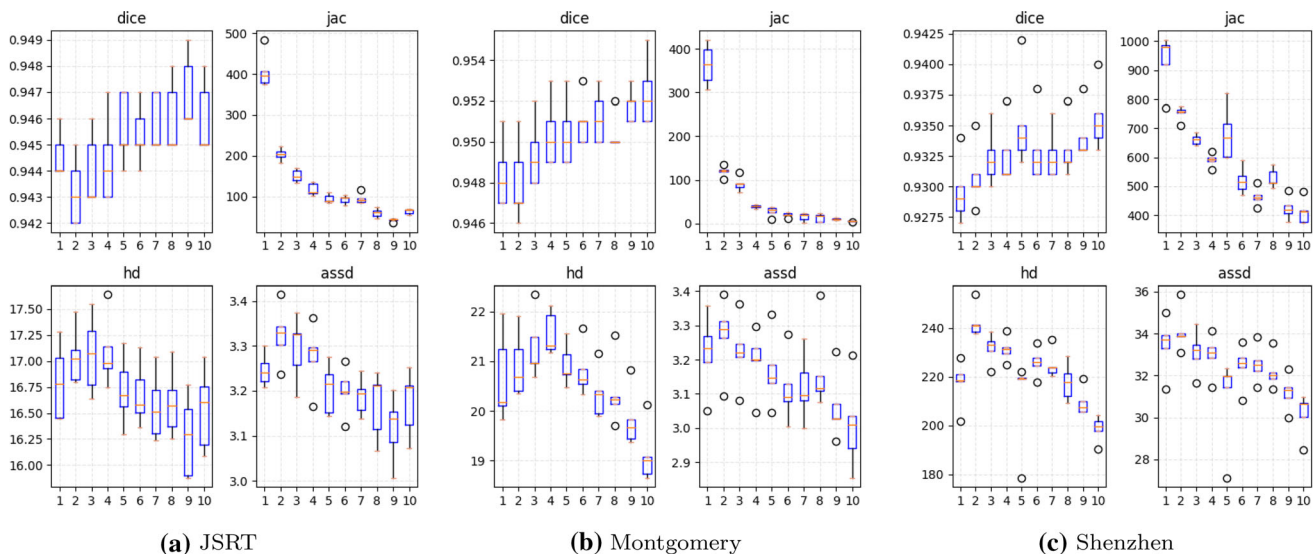 dice
0.949
0.948
0.947
0.946
0.945
0.944
0.943
0.942
1 2 3 4 5 6 7 8 9 10
jac
500
400
300
200
100
1 2 3 4 5 6 7 8 9 10
hd
17.50
17.25
17.00
16.75
16.50
16.25
16.00
1 2 3 4 5 6 7 8 9 10
assd
3.4
3.3
3.2
3.1
3.0
1 2 3 4 5 6 7 8 9 10
(a) JSRT
dice
0.954
0.952
0.950
0.948
0.946
1 2 3 4 5 6 7 8 9 10
jac
400
300
200
100
0
1 2 3 4 5 6 7 8 9 10
hd
22
21
20
19
1 2 3 4 5 6 7 8 9 10
assd
3.4
3.3
3.2
3.1
3.0
2.9
1 2 3 4 5 6 7 8 9 10
(b) Montgomery
dice
0.9425
0.9400
0.9375
0.9350
0.9325
0.9300
0.9275
1 2 3 4 5 6 7 8 9 10
jac
1000
900
800
700
600
500
400
1 2 3 4 5 6 7 8 9 10
hd
240
220
200
180
1 2 3 4 5 6 7 8 9 10
assd
36
34
32
30
28
1 2 3 4 5 6 7 8 9 10
(c) Shenzhen